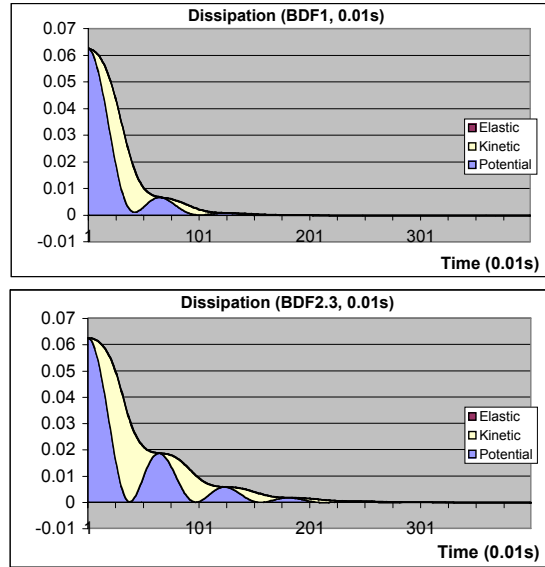 Dissipation (BDF1, 0.01s)
0.07
0.06
0.05
0.04
0.03
0.02
0.01
0
-0.01
1
101
201
301
Elastic
Kinetic
Potential
Time (0.01s)
Dissipation (BDF2.3, 0.01s)
0.07
0.06
0.05
0.04
0.03
0.02
0.01
0
-0.01
1
101
201
301
Elastic
Kinetic
Potential
Time (0.01s)